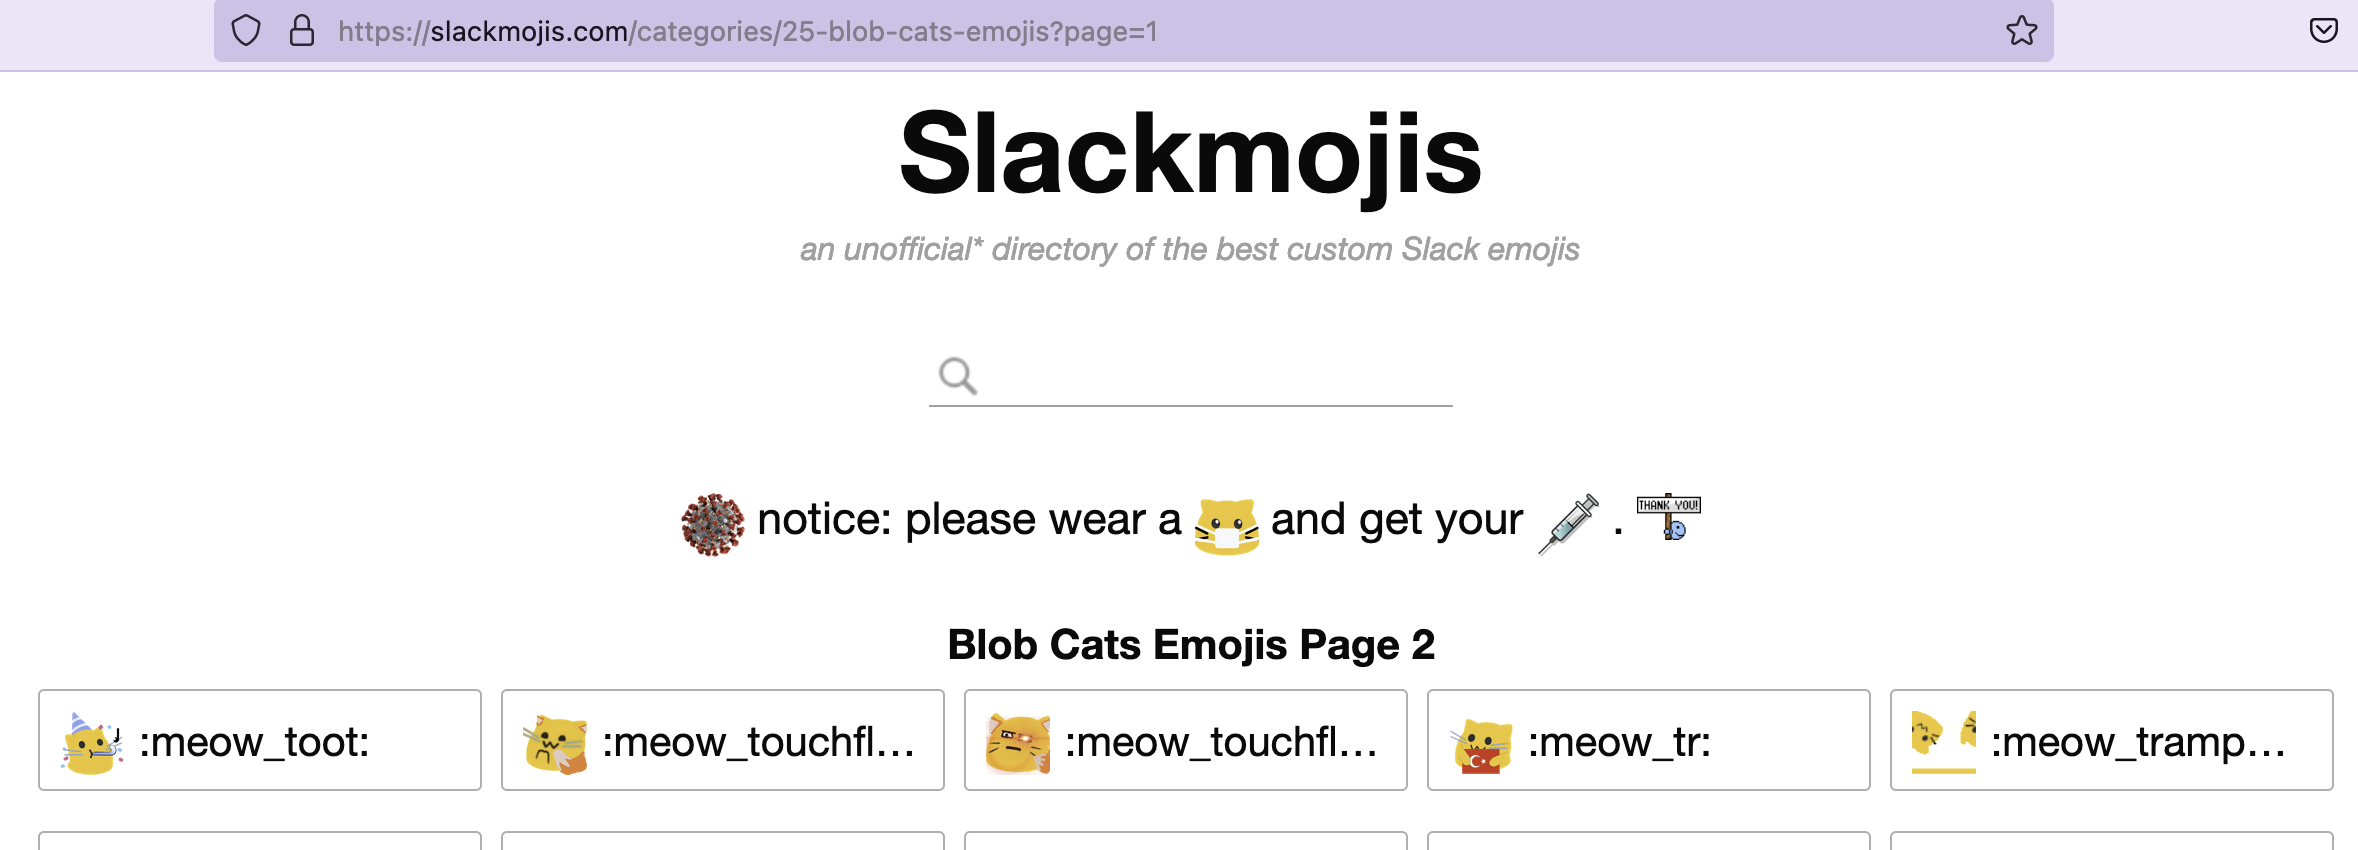 https://slackmojis.com/categories/25-blob-cats-emojis?page=1
Slackmojis
an unofficial* directory of the best custom Slack emojis
notice: please wear a and get your . THANK YOU!
Blob Cats Emojis Page 2
:meow_toot: :meow_touchfl... :meow_touchfl... :meow_tr: :meow_tramp...